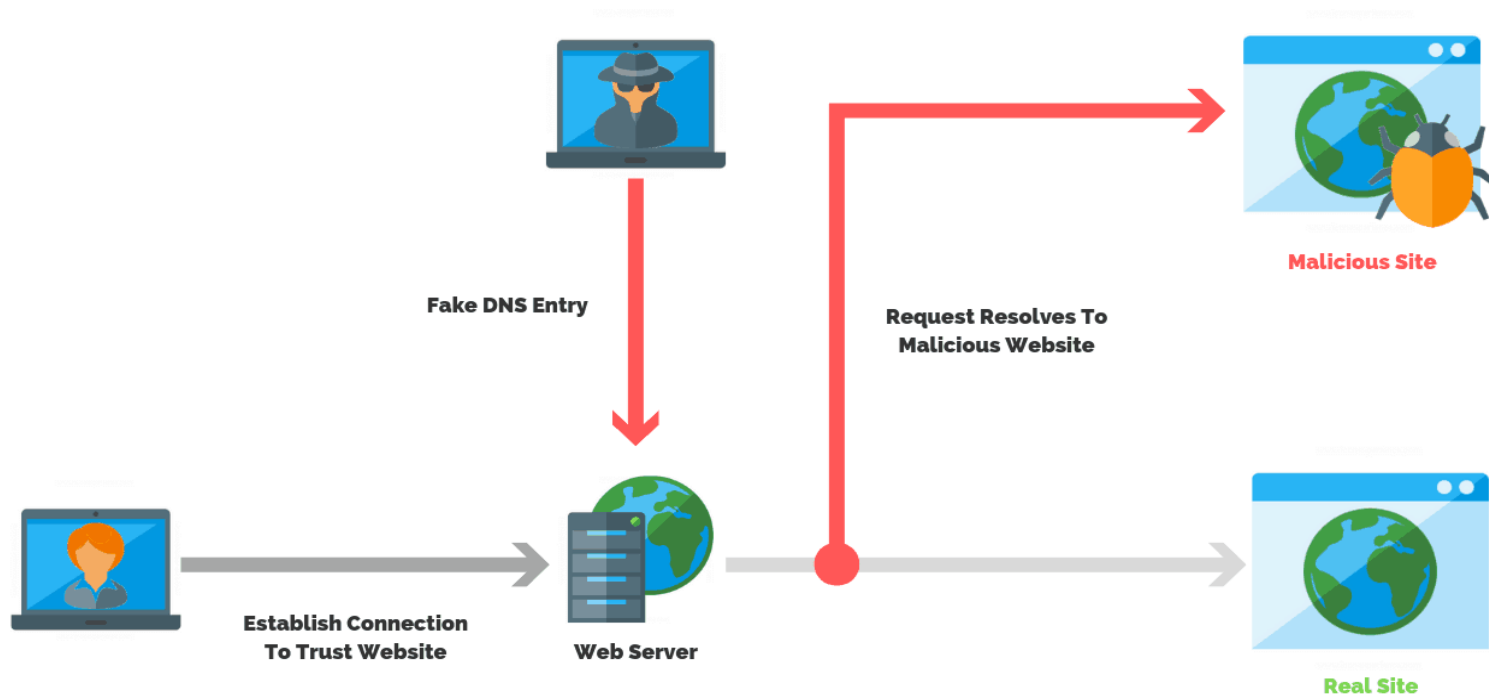 Malicious Site
Fake DNS Entry
Request Resolves To
Malicious Website
Establish Connection
To Trust Website
Web Server
Real Site